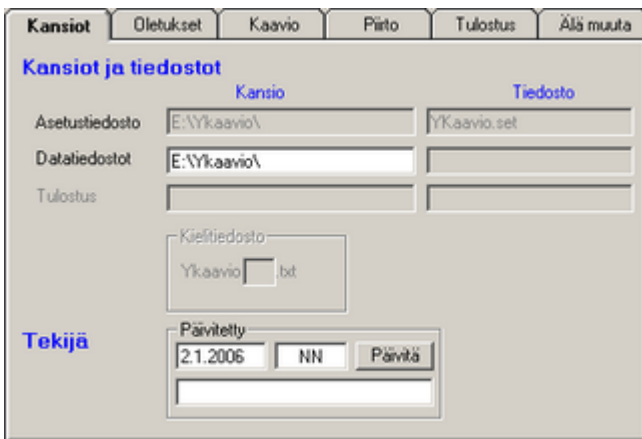 Kansiot Oletukset Kaavio Piirto Tulostus Älä muuta
Kansiot ja tiedostot
Kansio Tiedosto
Asetustiedosto E:\Ykaavio\ YKaavio.set
Datatiedostot E:\Ykaavio\
Tulostus
Kielitiedosto
Ykaavio .txt
Tekijä
Päivitetty
2.1.2006 NN Päivitä